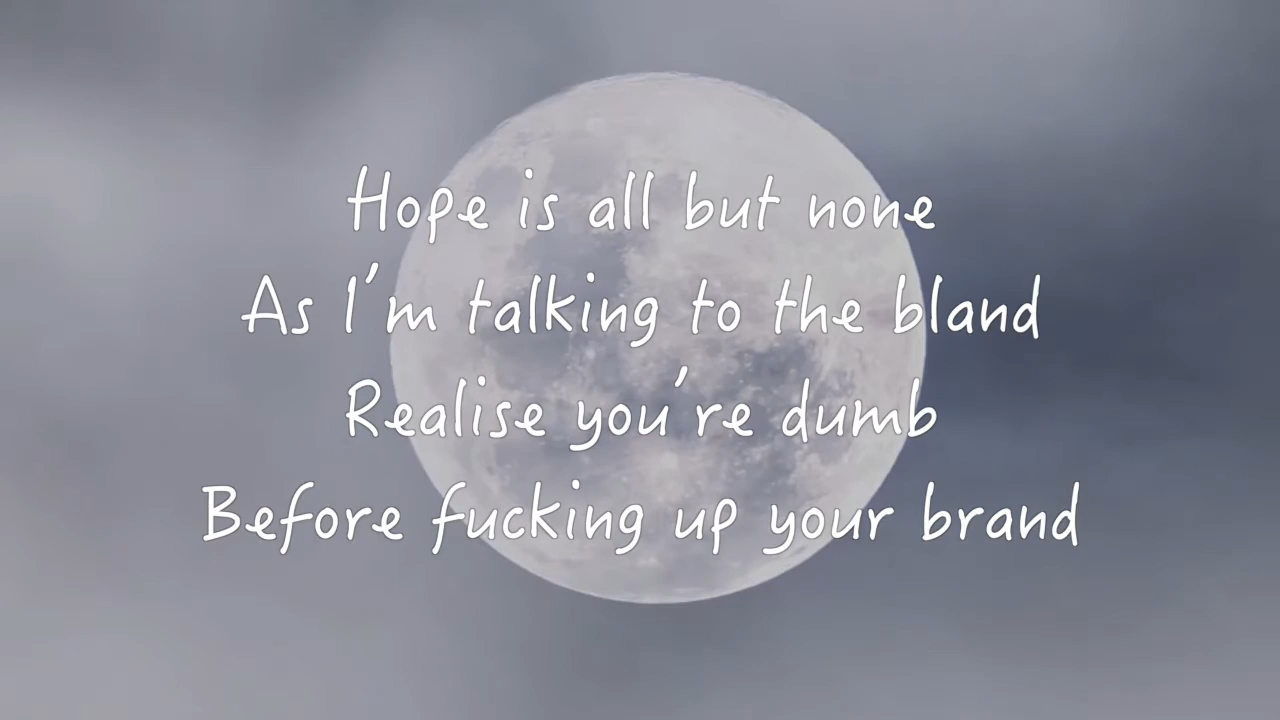 Hope is all but none
As I'm talking to the bland
Realise you're dumb
Before fucking up your brand